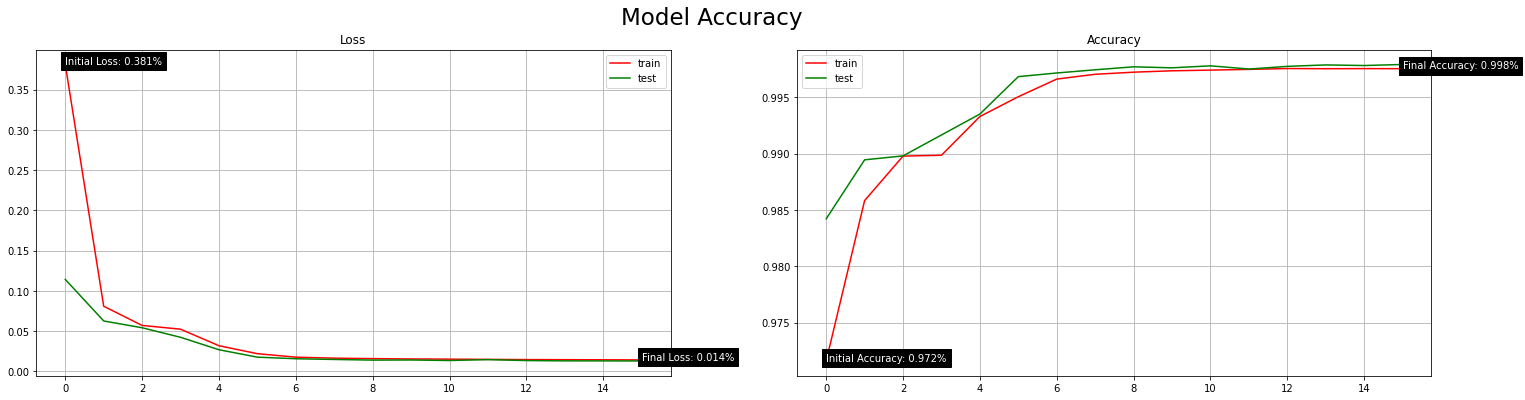 Model Accuracy
Loss
Initial Loss: 0.381%
train
test
0.35
0.30
0.25
0.20
0.15
0.10
0.05
0.00
Final Loss: 0.014%
0 2 4 6 8 10 12 14
Accuracy
train
test
Final Accuracy: 0.998%
0.995
0.990
0.985
0.980
0.975
Initial Accuracy: 0.972%
0 2 4 6 8 10 12 14